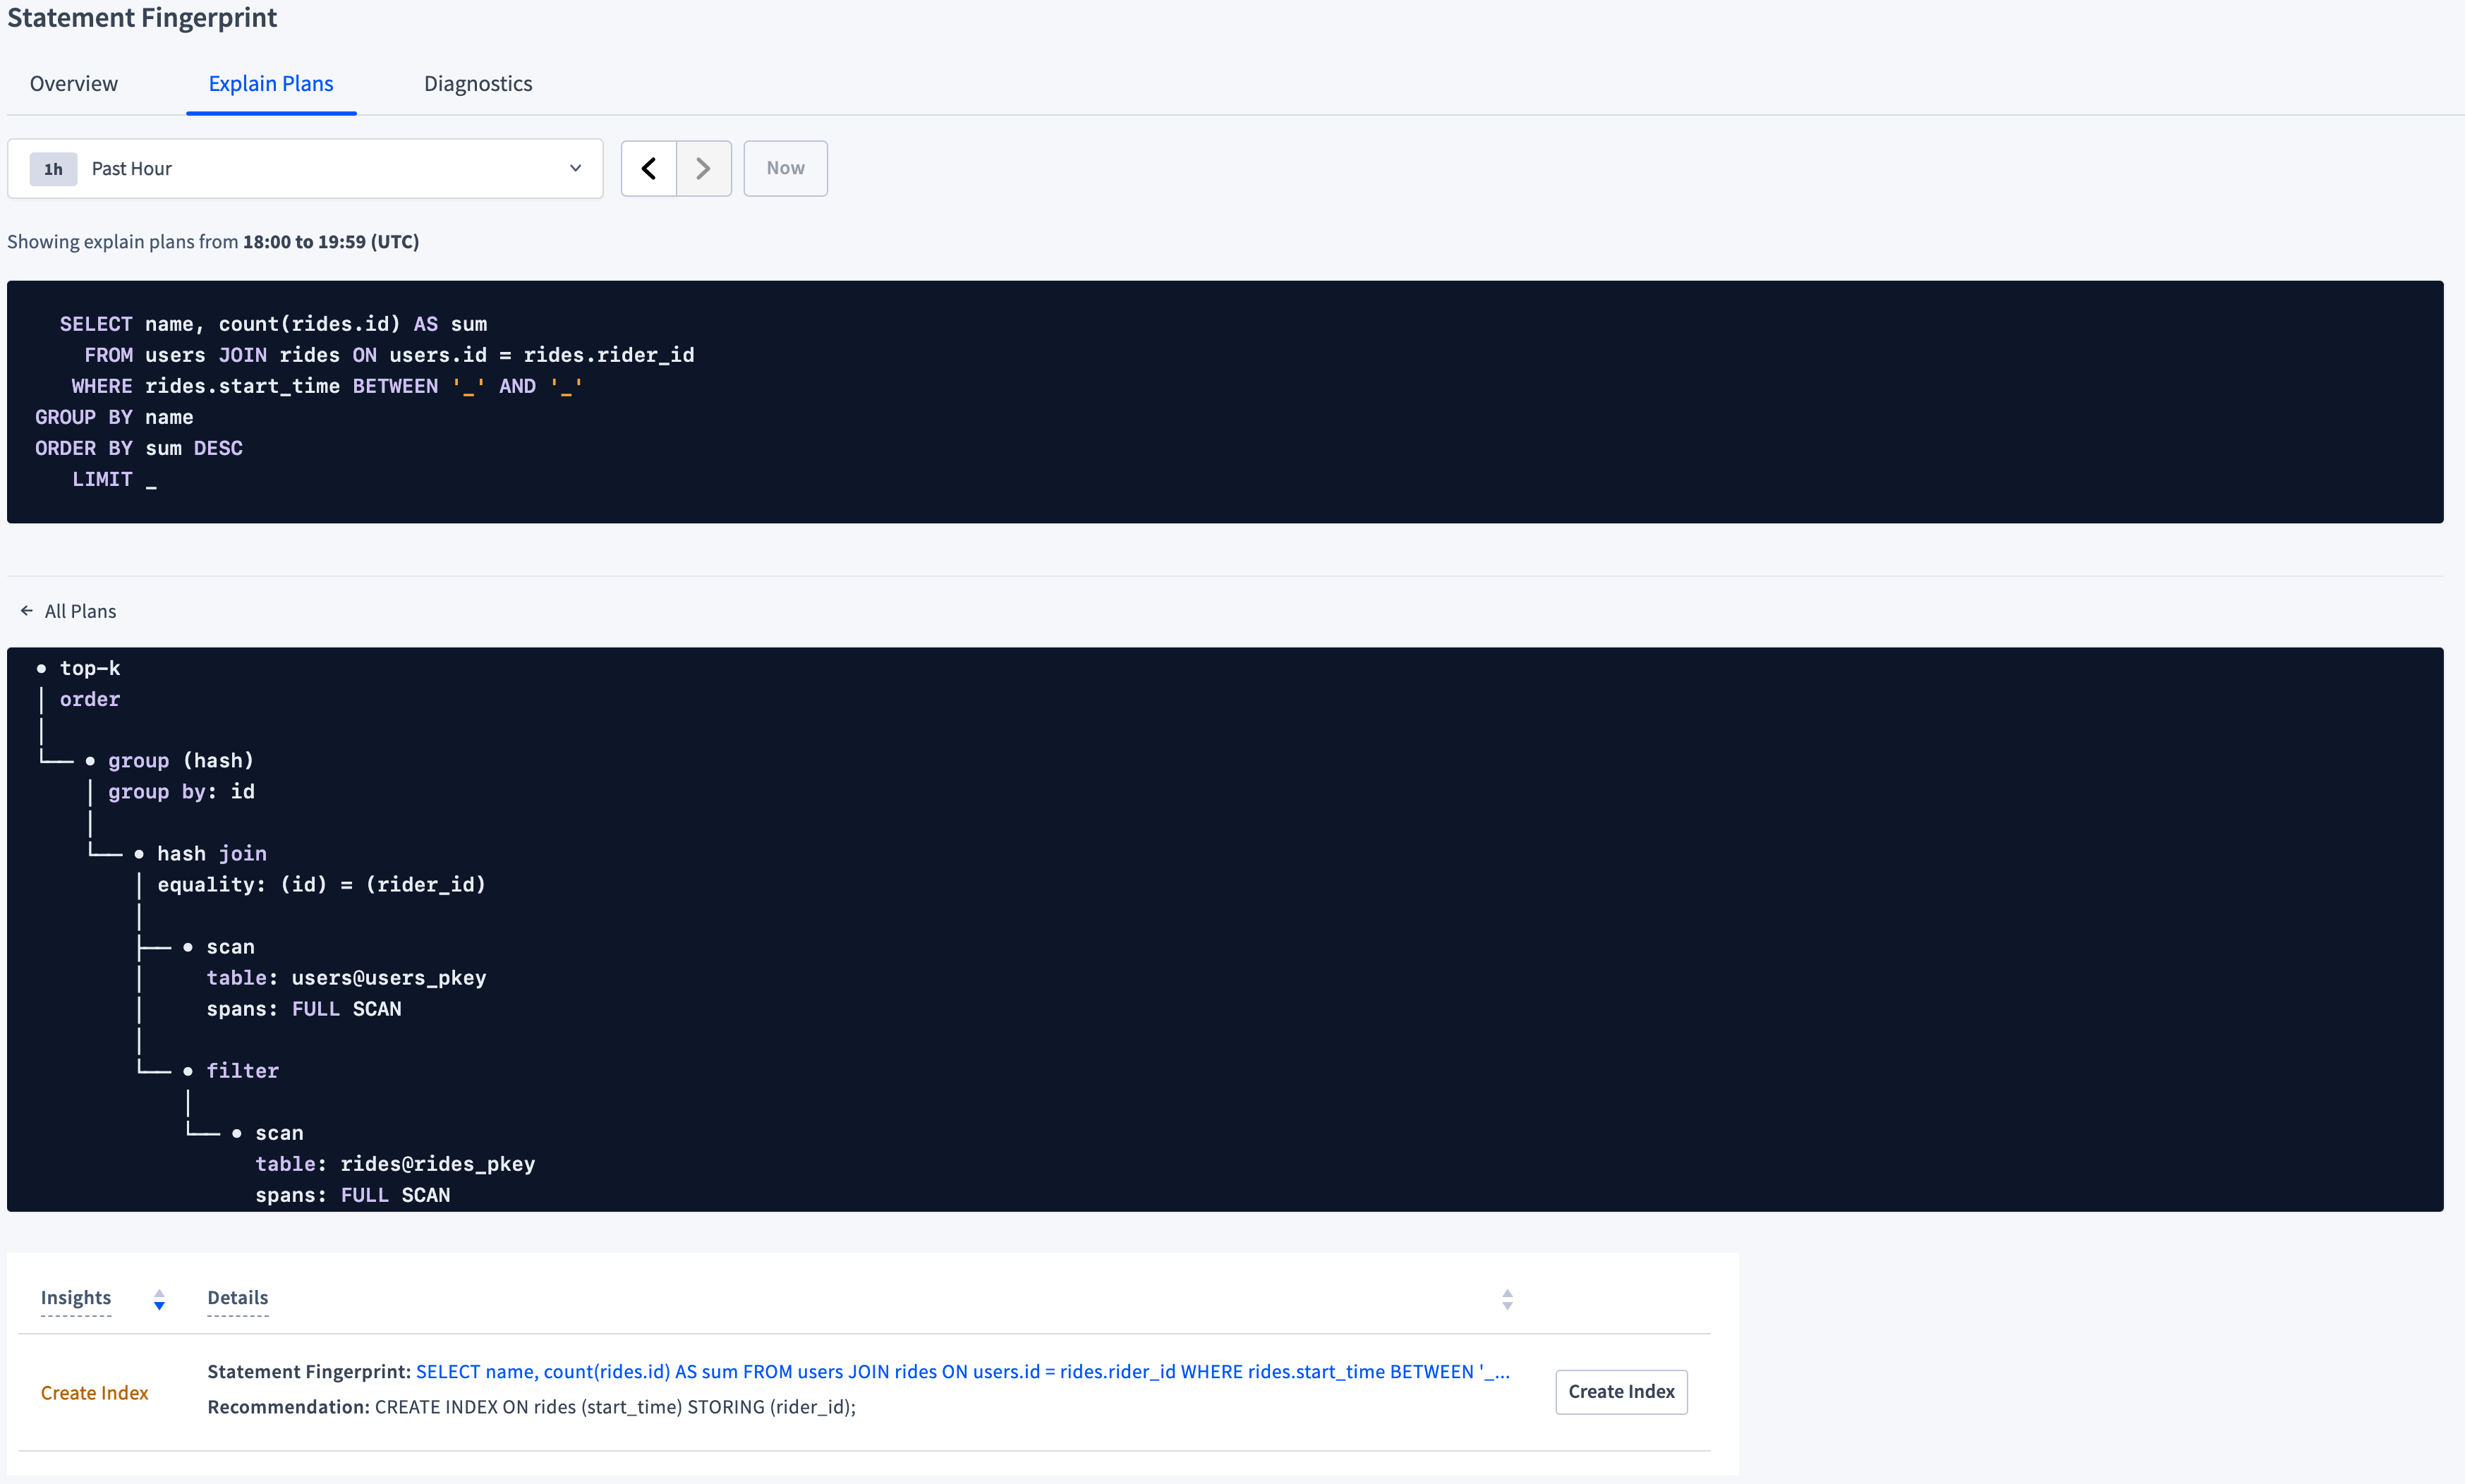 Statement Fingerprint
Overview Explain Plans Diagnostics
1h Past Hour Now
Showing explain plans from 18:00 to 19:59 (UTC)
SELECT name, count(rides.id) AS sum
FROM users JOIN rides ON users.id = rides.rider_id
WHERE rides.start_time BETWEEN '_' AND '_'
GROUP BY name
ORDER BY sum DESC
LIMIT _
← All Plans
• top-k
order
• group (hash)
group by: id
• hash join
equality: (id) = (rider_id)
• scan
table: users@users_pkey
spans: FULL SCAN
• filter
• scan
table: rides@rides_pkey
spans: FULL SCAN
Insights Details
Statement Fingerprint: SELECT name, count(rides.id) AS sum FROM users JOIN rides ON users.id = rides.rider_id WHERE rides.start_time BETWEEN '_...
Create Index Create Index
Recommendation: CREATE INDEX ON rides (start_time) STORING (rider_id);